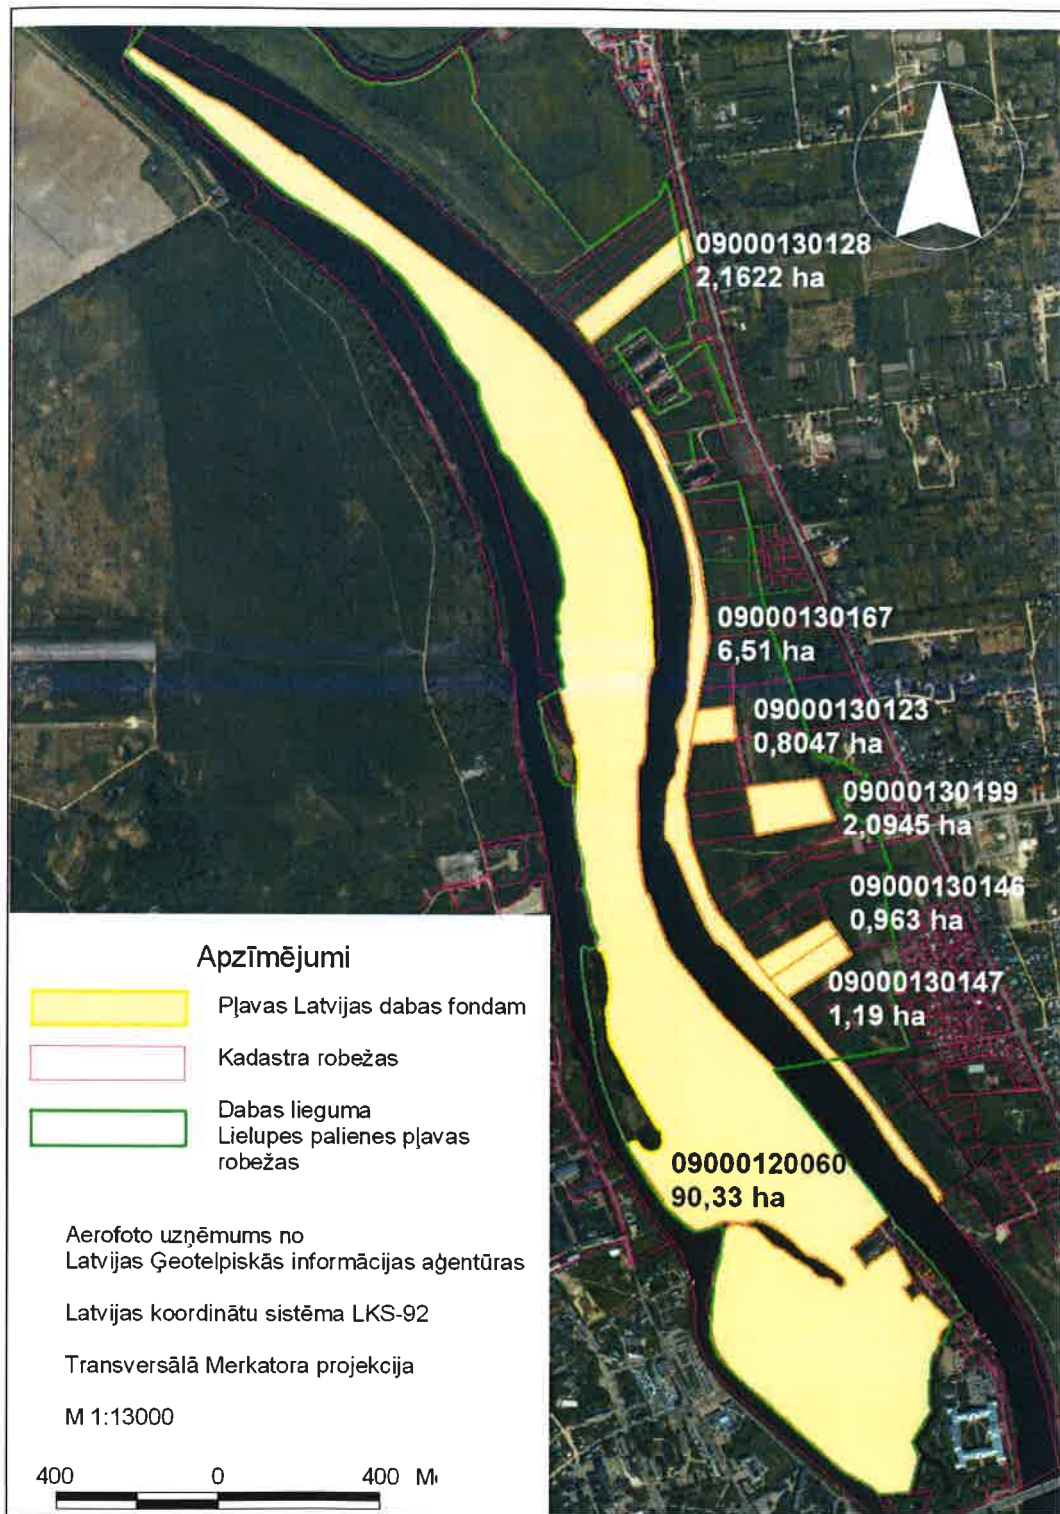 09000130128
2,1622 ha
09000130167
6,51 ha
09000130123
0,8047 ha
09000130199
2,0945 ha
09000130146
0,963 ha
09000130147
1,19 ha
09000120060
90,33 ha
Apzīmējumi
Pļavas Latvijas dabas fondam
Kadastra robežas
Dabas lieguma
Lielupes palienes pļavas
robežas
Aerofoto uzņēmums no
Latvijas Ģeotelpiskās informācijas aģentūras
Latvijas koordinātu sistēma LKS-92
Transversālā Merkatora projekcija
M 1:13000
400 0 400